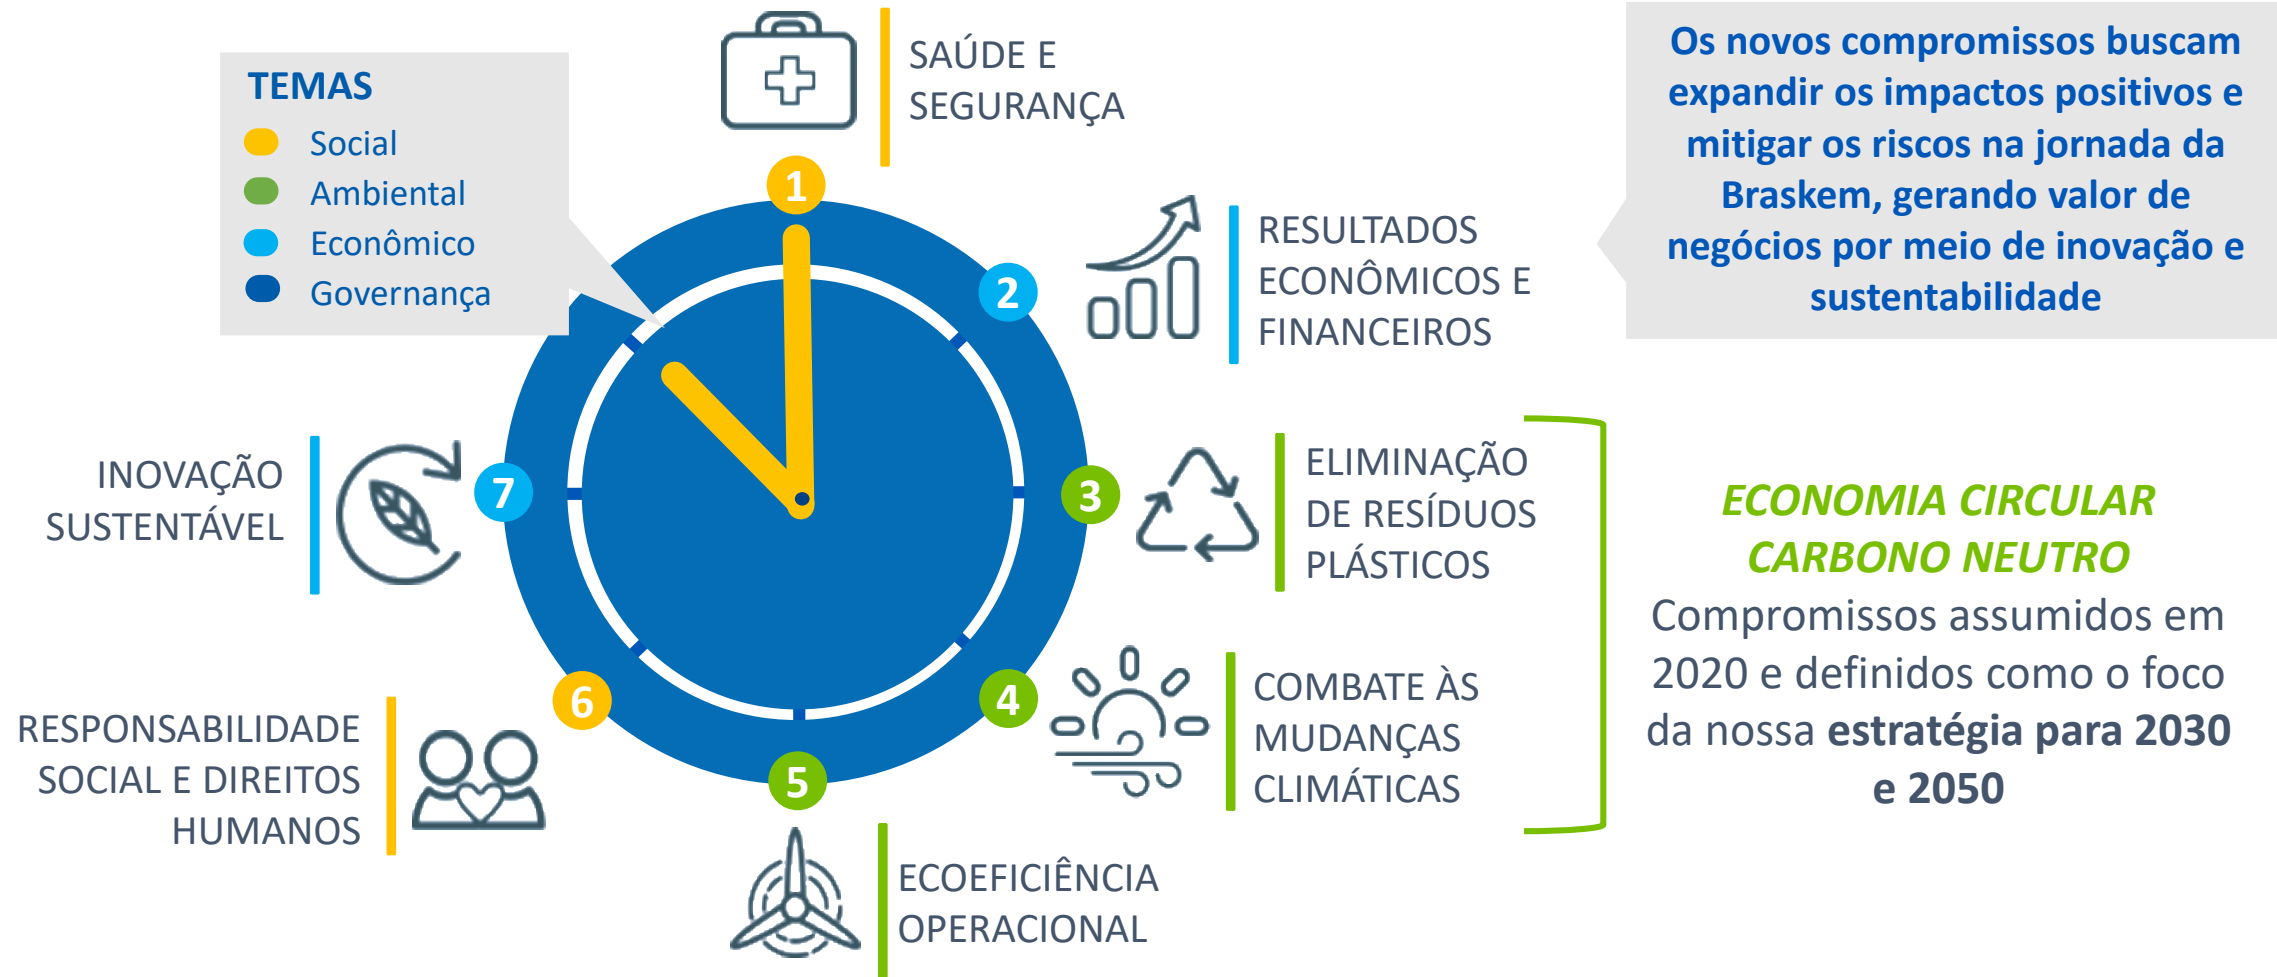 TEMAS
Social
Ambiental
Econômico
Governança
SAÚDE E
SEGURANÇA
Os novos compromissos buscam
expandir os impactos positivos e
mitigar os riscos na jornada da
Braskem, gerando valor de
negócios por meio de inovação e
sustentabilidade
1
2
RESULTADOS
ECONÔMICOS E
FINANCEIROS
3
ELIMINAÇÃO
DE RESÍDUOS
PLÁSTICOS
4
COMBATE ÀS
MUDANÇAS
CLIMÁTICAS
ECONOMIA CIRCULAR
CARBONO NEUTRO
Compromissos assumidos em
2020 e definidos como o foco
da nossa estratégia para 2030
e 2050
5
ECOEFICIÊNCIA
OPERACIONAL
6
RESPONSABILIDADE
SOCIAL E DIREITOS
HUMANOS
7
INOVAÇÃO
SUSTENTÁVEL